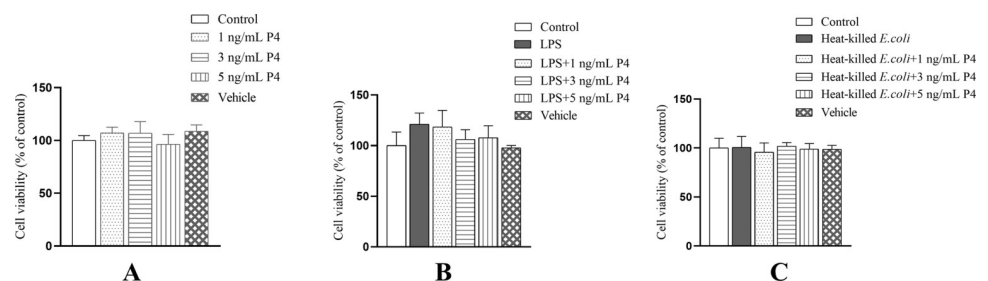 Control
1 ng/mL P4
3 ng/mL P4
5 ng/mL P4
Vehicle
Cell viability (% of control)
150
100
50
0
A
Control
LPS
LPS+1 ng/mL P4
LPS+3 ng/mL P4
LPS+5 ng/mL P4
Vehicle
Cell viability (% of control)
150
100
50
0
B
Control
Heat-killed E.coli
Heat-killed E.coli+1 ng/mL P4
Heat-killed E.coli+3 ng/mL P4
Heat-killed E.coli+5 ng/mL P4
Vehicle
Cell viability (% of control)
150
100
50
0
C